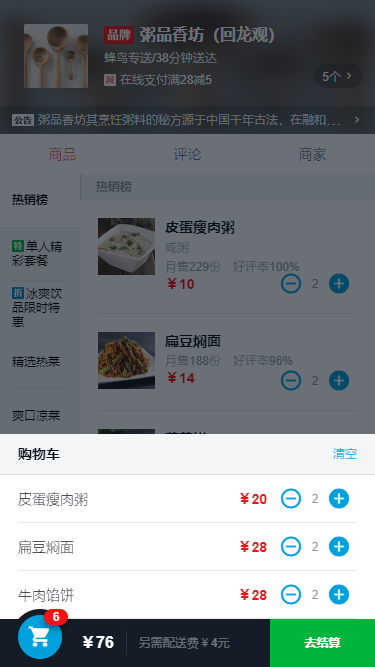 品牌 粥品香坊（回龙观）
蜂鸟专送/38分钟送达
减 在线支付满28减5
5个 >
公告 粥品香坊其烹饪粥料的秘方源于中国千年古法，在融和... >
商品 评论 商家
热销榜
热销榜
特 单人精
彩套餐
折 冰爽饮
品限时特
惠
精选热菜
爽口凉菜
皮蛋瘦肉粥
咸粥
月售229份 好评率100%
￥10 2
扁豆焖面
月售188份 好评率96%
￥14 2
购物车 清空
皮蛋瘦肉粥 ￥20 2
扁豆焖面 ￥28 2
牛肉馅饼 ￥28 2
6
￥76 另需配送费￥4元 去结算